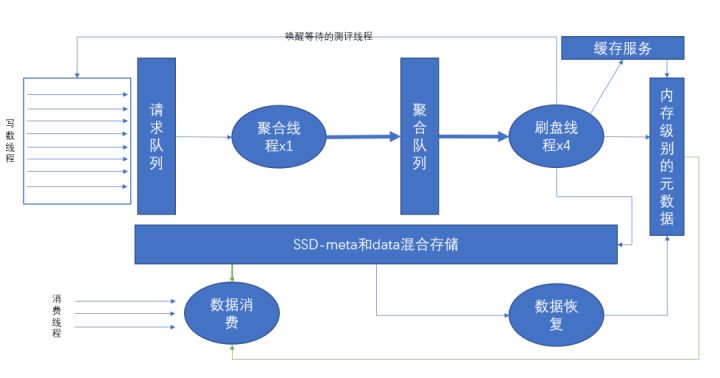 唤醒等待的测评线程
缓存服务
写数线程
请求队列
聚合线
程x1
聚合队列
刷盘线
程x4
内存级别的元数据
SSD-meta和data混合存储
消费线程
数据消
费
数据恢
复